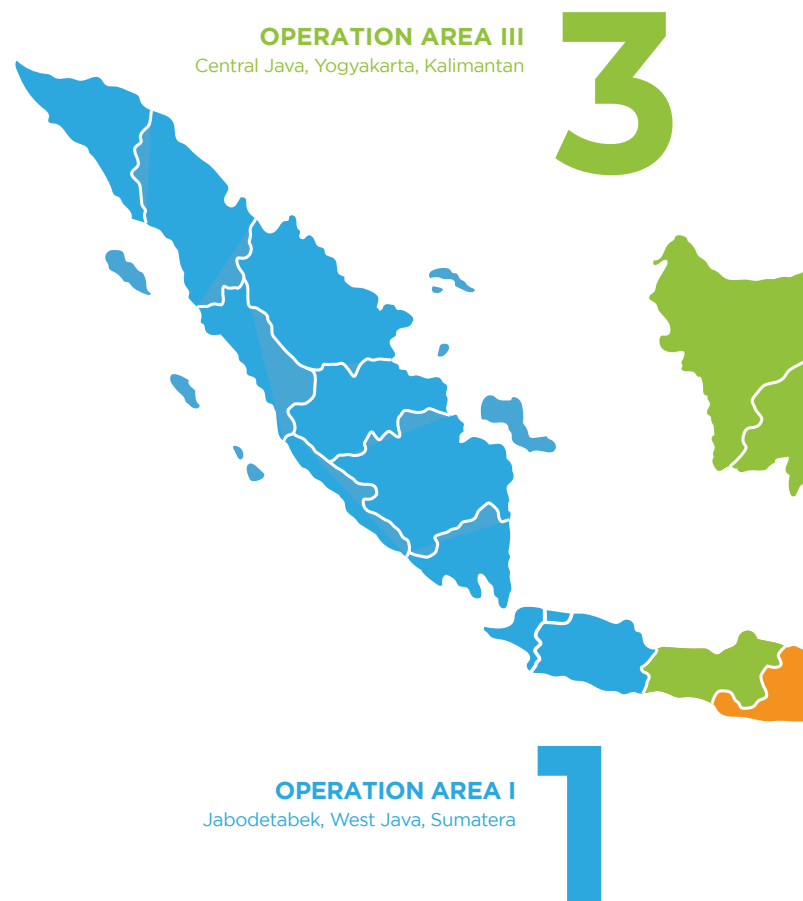 OPERATION AREA III
Central Java, Yogyakarta, Kalimantan
3
OPERATION AREA I
Jabodetabek, West Java, Sumatera
1